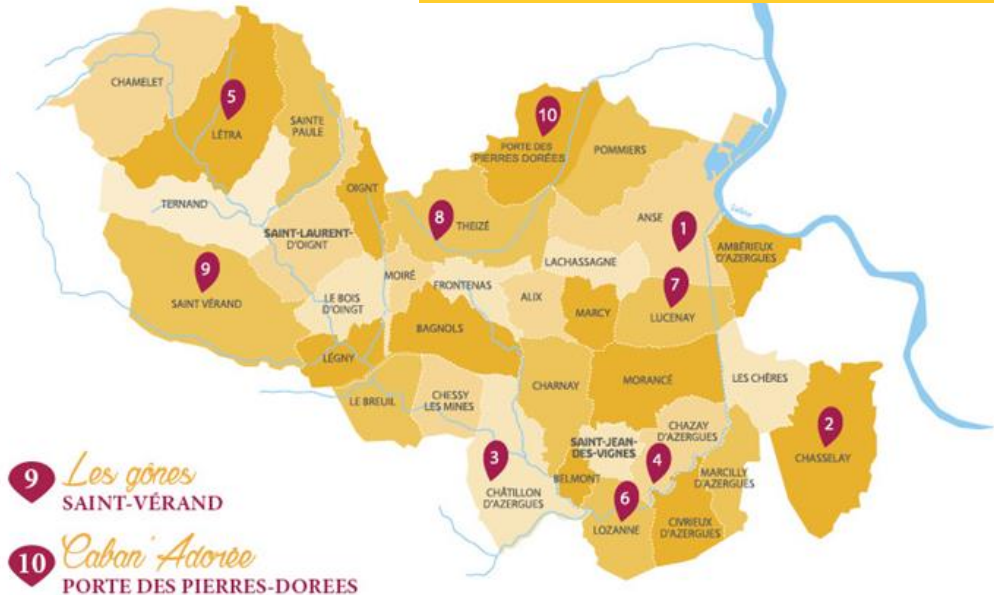 CHAMELET
5
LÉTRA
SAINTE
PAULE
10
PORTE DES
PIERRES DORÉES
POMMIERS
OIGNT
TERNAND
8
THEIZÉ
ANSE
1
SAINT-LAURENT-
D'OIGNT
AMBÉRIEUX
D'AZERGUES
9
SAINT VÉRAND
MOIRÉ
LACHASSAGNE
FRONTENAS
7
LUCENAY
LE BOIS
D'OINGT
ALIX
MARCY
BAGNOLS
LÉGNY
CHARNAY
MORANCÉ
LES CHÈRES
LE BREUIL
CHESSY
LES MINES
CHAZAY
D'AZERGUES
2
CHASSELAY
SAINT-JEAN-
DES-VIGNES
3
CHÂTILLON
D'AZERGUES
4
BELMONT
MARCILLY
D'AZERGUES
6
LOZANNE
CIVRIEUX
D'AZERGUES
9 Les gônes
SAINT-VÉRAND
10 Caban'Adorée
PORTE DES PIERRES-DOREES